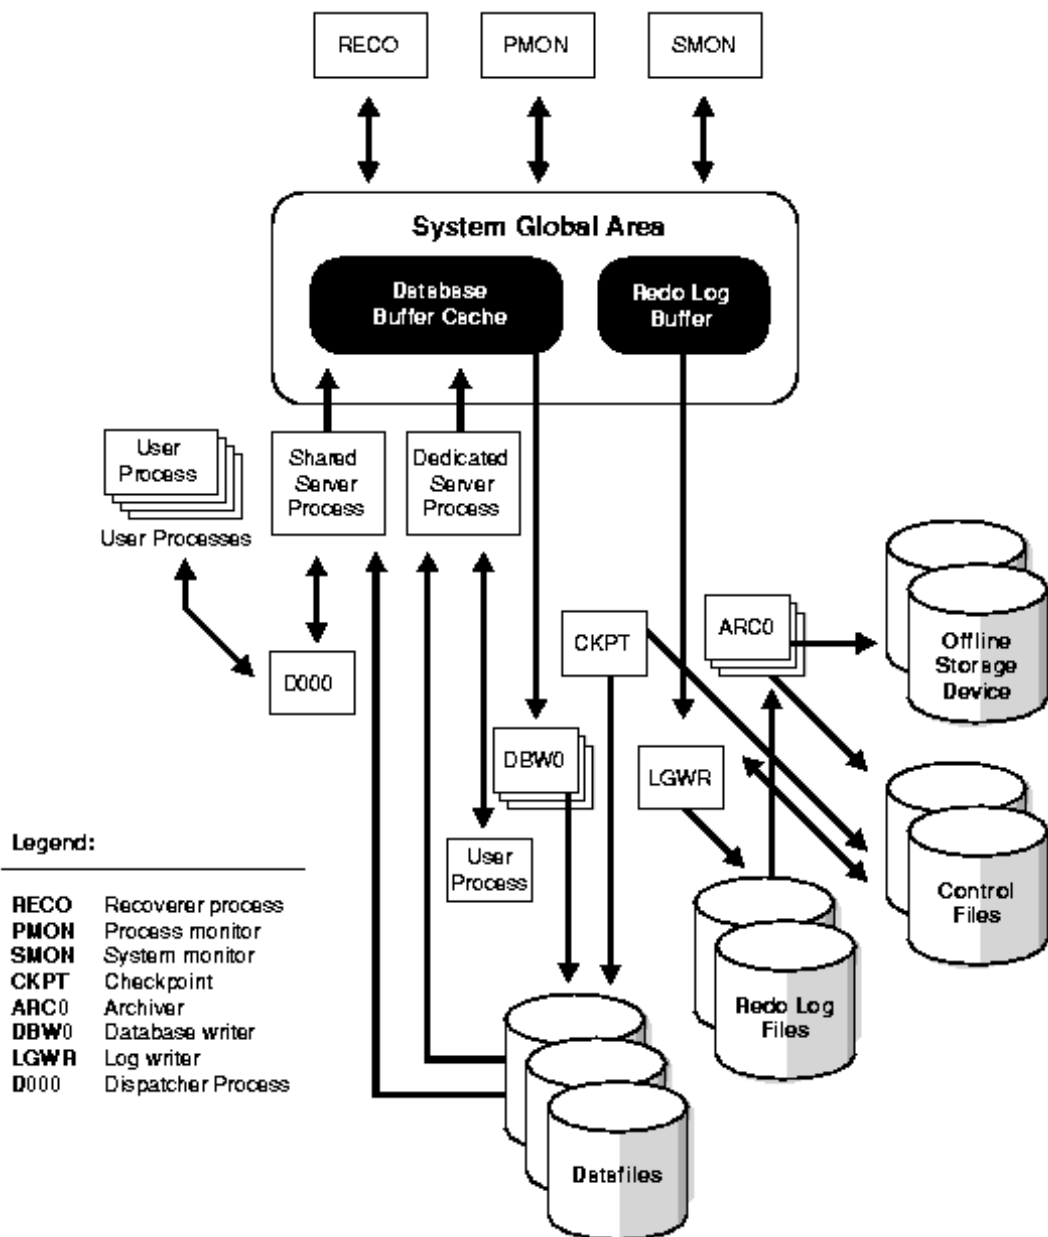 RECO
PMON
SMON
System Global Area
Database
Buffer Cache
Redo Log
Buffer
User
Process
User Processes
Shared
Server
Process
Dedicated
Server
Process
D000
CKPT
ARC0
Offline
Storage
Device
DBW0
LGWR
User
Process
Control
Files
Redo Log
Files
Datafiles
Legend:
RECO Recoverer process
PMON Process monitor
SMON System monitor
CKPT Checkpoint
ARC0 Archiver
DBW0 Database writer
LGWR Log writer
D000 Dispatcher Process